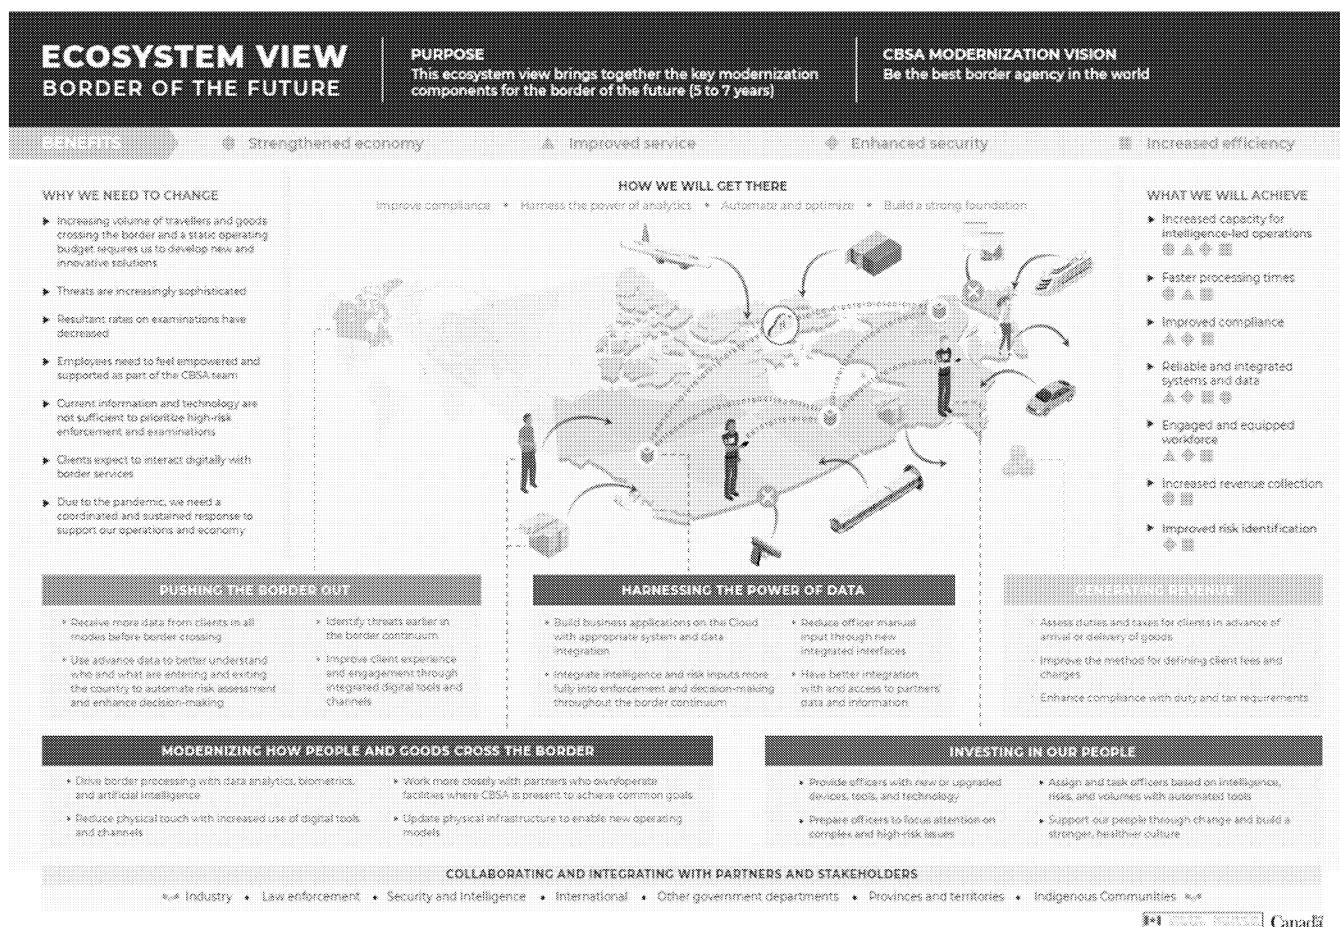 ECOSYSTEM VIEW
BORDER OF THE FUTURE
PURPOSE
This ecosystem view brings together the key modernization
components for the border of the future (5 to 7 years)
CBSA MODERNIZATION VISION
Be the best border agency in the world
BENEFITS
Strengthened economy
Improved service
Enhanced security
Increased efficiency
WHY WE NEED TO CHANGE
Increasing volume of travellers and goods
crossing the border and a static operating
budget requires us to develop new and
innovative solutions
Threats are increasingly sophisticated
Resultant rates on examinations have
decreased
Employees need to feel empowered and
supported as part of the CBSA team
Current information and technology are
not sufficient to prioritize high-risk
enforcement and examinations
Clients expect to interact digitally with
border services
Due to the pandemic, we need a
coordinated and sustained response to
support our operations and economy
HOW WE WILL GET THERE
Improve compliance • Harness the power of analytics • Automate and optimize • Build a strong foundation
WHAT WE WILL ACHIEVE
Increased capacity for
intelligence-led operations
Faster processing times
Improved compliance
Reliable and integrated
systems and data
Engaged and equipped
workforce
Increased revenue collection
Improved risk identification
PUSHING THE BORDER OUT
Receive more data from clients in all
modes before border crossing
Use advance data to better understand
who and what are entering and exiting
the country to automate risk assessment
and enhance decision-making
Identify threats earlier in
the border continuum
Improve client experience
and engagement through
integrated digital tools and
channels
HARNESSING THE POWER OF DATA
Build business applications on the Cloud
with appropriate system and data
integration
Integrate intelligence and risk inputs more
fully into enforcement and decision-making
throughout the border continuum
Reduce officer manual
input through new
integrated interfaces
Have better integration
with and access to partners'
data and information
GENERATING REVENUE
Assess duties and taxes for clients in advance of
arrival or delivery of goods
Improve the method for defining client fees and
charges
Enhance compliance with duty and tax requirements
MODERNIZING HOW PEOPLE AND GOODS CROSS THE BORDER
Drive border processing with data analytics, biometrics,
and artificial intelligence
Reduce physical touch with increased use of digital tools
and channels
Work more closely with partners who own/operate
facilities where CBSA is present to achieve common goals
Update physical infrastructure to enable new operating
models
INVESTING IN OUR PEOPLE
Provide officers with new or upgraded
devices, tools, and technology
Prepare officers to focus attention on
complex and high-risk issues
Assign and task officers based on intelligence,
risks, and volumes with automated tools
Support our people through change and build a
stronger, healthier culture
COLLABORATING AND INTEGRATING WITH PARTNERS AND STAKEHOLDERS
Industry • Law enforcement • Security and Intelligence • International • Other government departments • Provinces and territories • Indigenous Communities
Canada